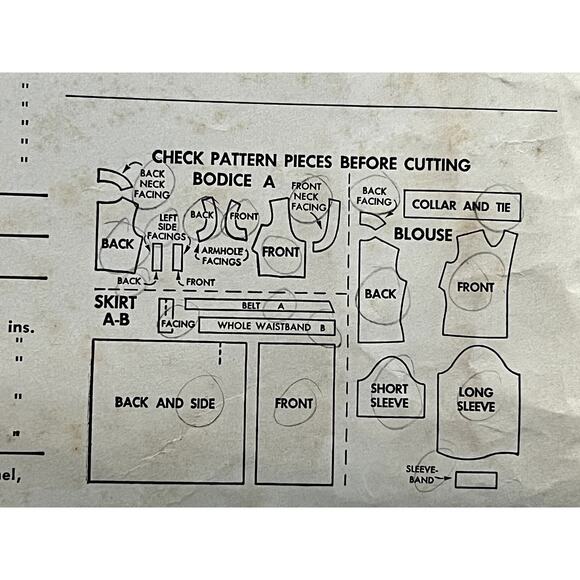 "
"
"
"
CHECK PATTERN PIECES BEFORE CUTTING
BODICE A
BACK
NECK
FACING
BACK
LEFT
SIDE
FACINGS
BACK
FRONT
BACK
FRONT
ARMHOLE
FACINGS
FRONT
NECK
FACING
FRONT
BACK
FACING
COLLAR AND TIE
BLOUSE
BACK
FRONT
SKIRT
A-B
FACING
BELT A
WHOLE WAISTBAND B
BACK AND SIDE
FRONT
SHORT
SLEEVE
LONG
SLEEVE
SLEEVE-
BAND
ins.
"
"
"
"
el,